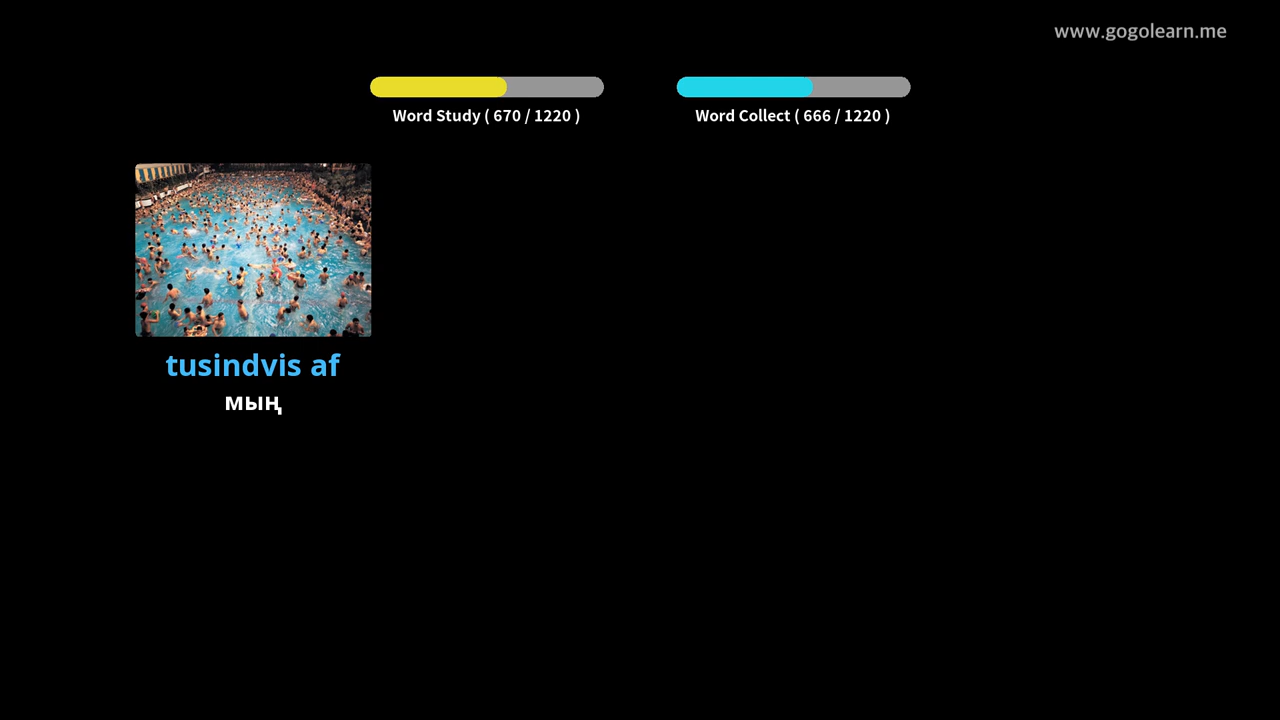 www.gogolearn.me
Word Study ( 670 / 1220 )
Word Collect ( 666 / 1220 )
tusindvis af
мың